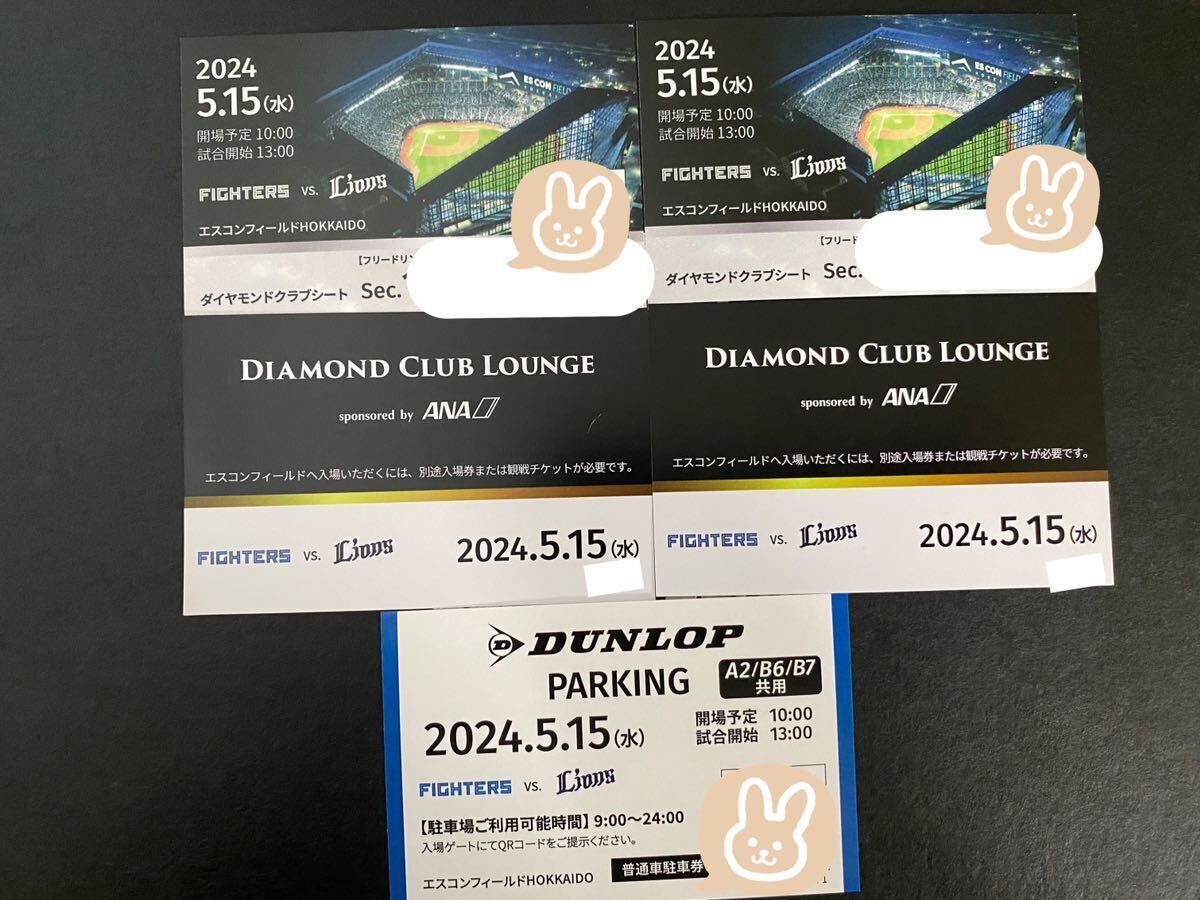 2024
5.15(水)
開場予定 10:00
試合開始 13:00
FIGHTERS vs. Lions
エスコンフィールドHOKKAIDO
ES CON FIELD
【フリードリン
ダイヤモンドクラブシート Sec.
DIAMOND CLUB LOUNGE
sponsored by ANA
エスコンフィールドへ入場いただくには、別途入場券または観戦チケットが必要です。
FIGHTERS vs. Lions
2024.5.15(水)
2024
5.15(水)
開場予定 10:00
試合開始 13:00
FIGHTERS vs. Lions
エスコンフィールドHOKKAIDO
ES CON FIELD
【フリード
ダイヤモンドクラブシート Sec.
DIAMOND CLUB LOUNGE
sponsored by ANA
エスコンフィールドへ入場いただくには、別途入場券または観戦チケットが必要です。
FIGHTERS vs. Lions
2024.5.15(水)
D DUNLOP
PARKING
A2/B6/B7
共用
2024.5.15(水)
開場予定 10:00
試合開始 13:00
FIGHTERS vs. Lions
【駐車場ご利用可能時間】9:00〜24:00
入場ゲートにてQRコードをご提示ください。
エスコンフィールドHOKKAIDO
普通車駐車券